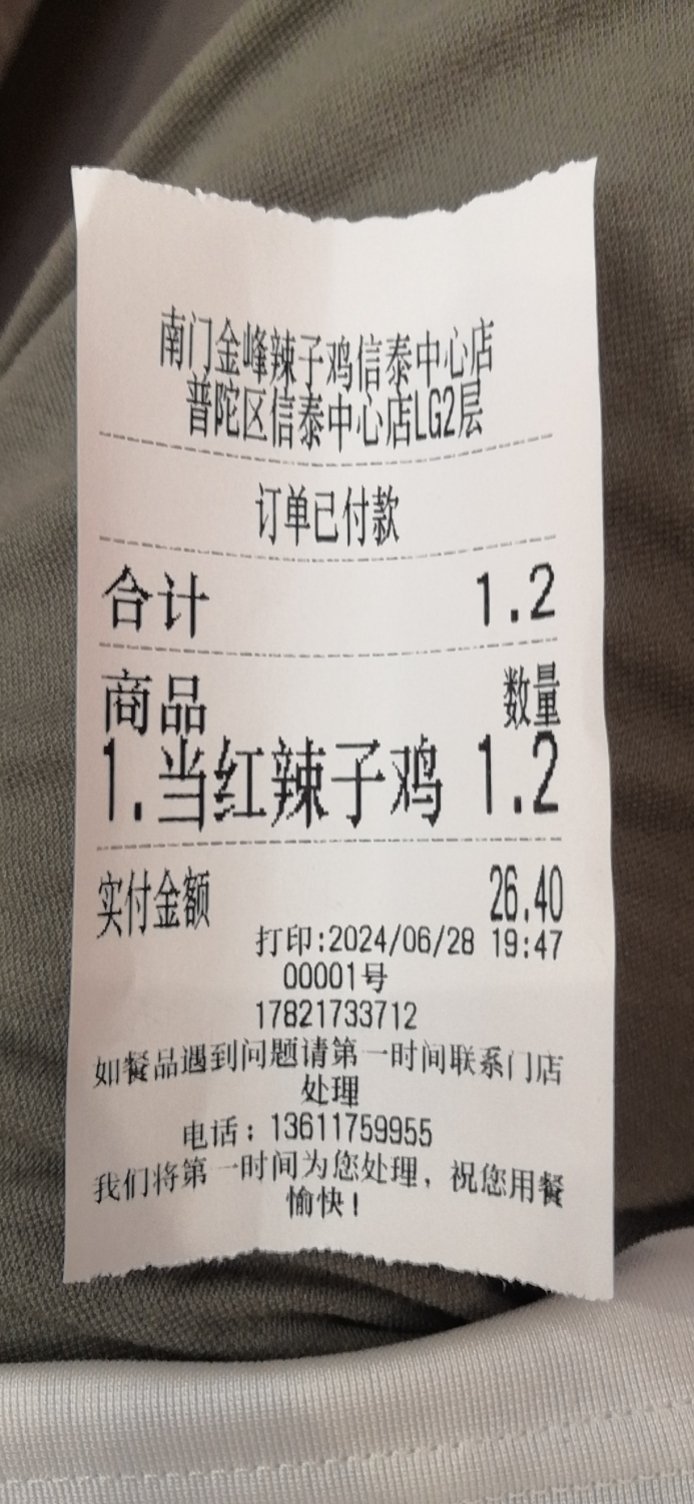 南门金峰辣子鸡信泰中心店
普陀区信泰中心店LG2层
订单已付款
合计 1.2
商品 数量
1.当红辣子鸡 1.2
实付金额 26.40
打印:2024/06/28 19:47
00001号
17821733712
如餐品遇到问题请第一时间联系门店
处理
电话：13611759955
我们将第一时间为您处理，祝您用餐
愉快！